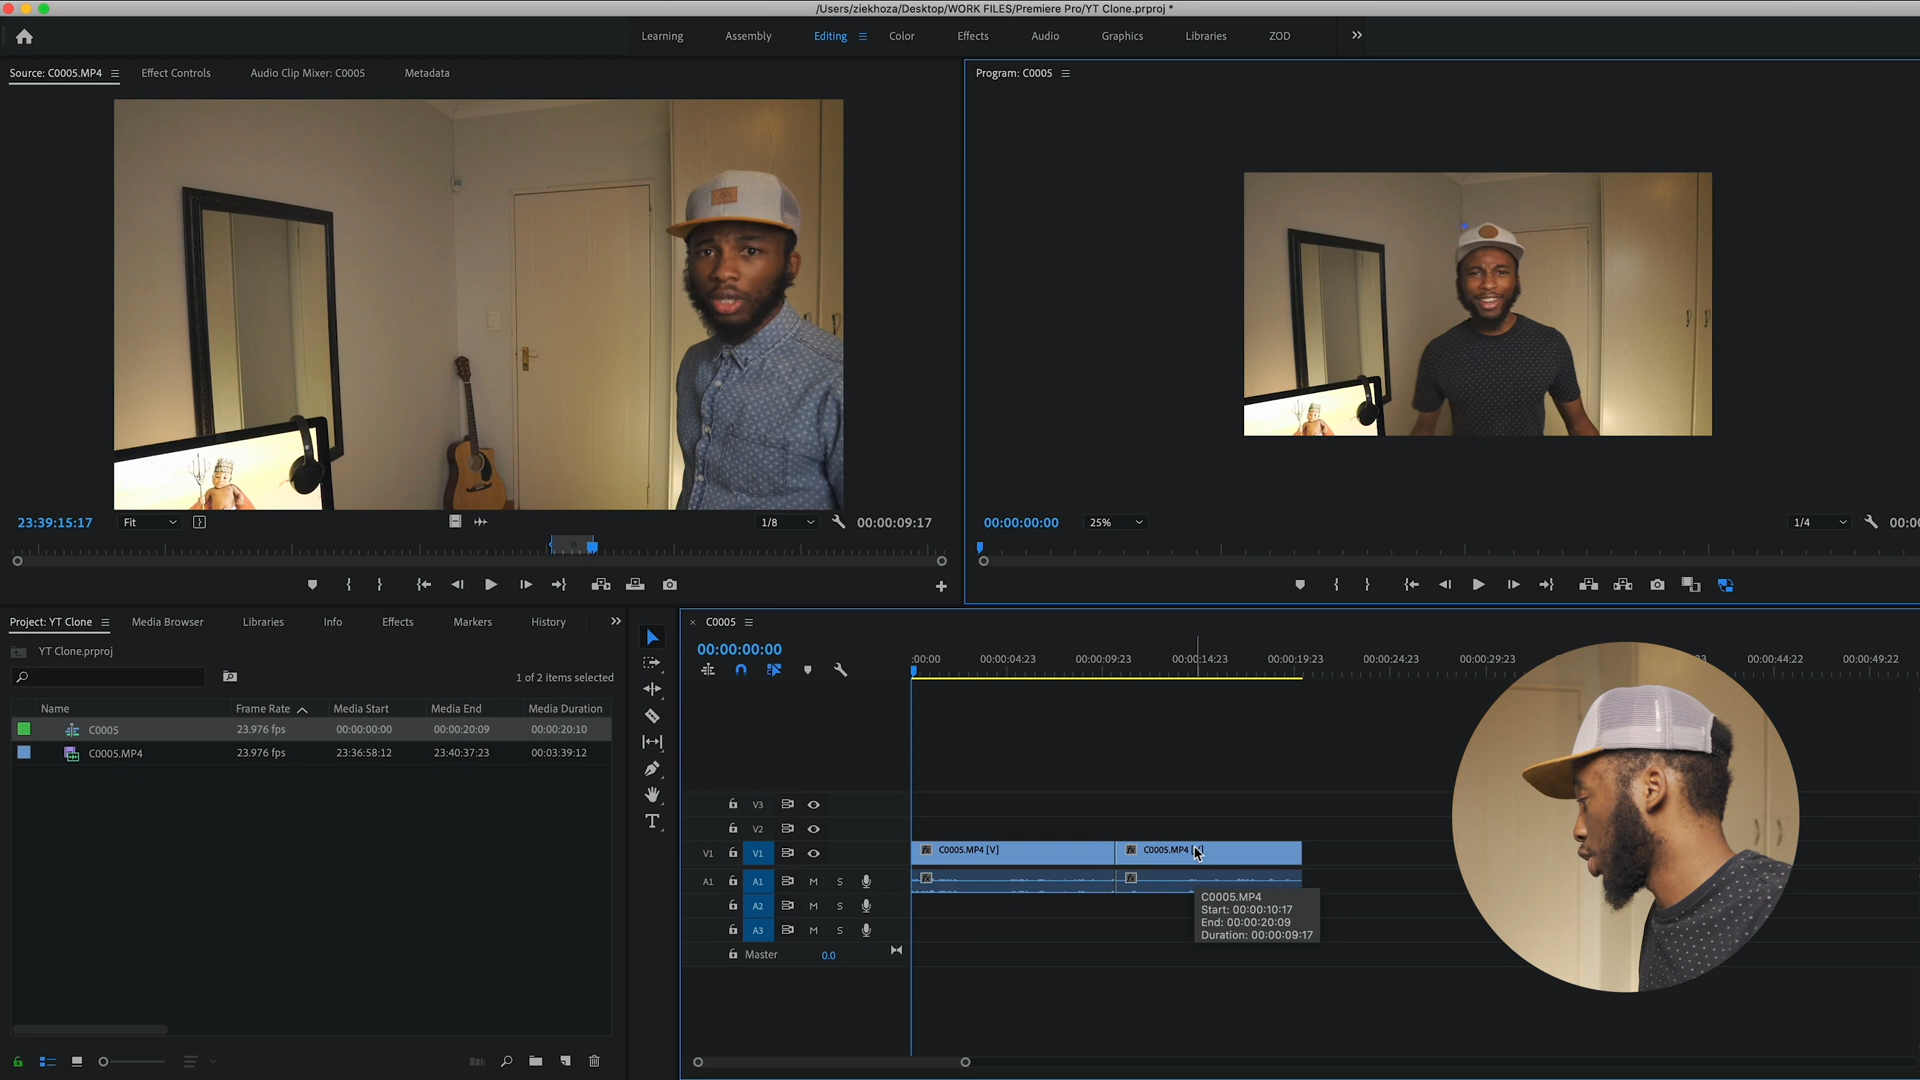 /Users/ziekhoza/Desktop/WORK FILES/Premiere Pro/YT Clone.prproj *
Learning Assembly Editing Color Effects Audio Graphics Libraries ZOD
Source: C0005.MP4 Effect Controls Audio Clip Mixer: C0005 Metadata
Program: C0005
23:39:15:17 Fit 1/8 00:00:09:17
00:00:00:00 25% 1/4 00:00
Project: YT Clone Media Browser Libraries Info Effects Markers History
C0005
YT Clone.prproj
00:00:00:00
1 of 2 items selected
:00:00 00:00:04:23 00:00:09:23 00:00:14:23 00:00:19:23 00:00:24:23 00:00:29:23 00:00:44:22 00:00:49:22
Name Frame Rate Media Start Media End Media Duration
C0005 23.976 fps 00:00:00:00 00:00:20:09 00:00:20:10
C0005.MP4 23.976 fps 23:36:58:12 23:40:37:23 00:03:39:12
V3
V2
V1 V1 C0005.MP4 [V] C0005.MP4
A1 A1 M S
A2 M S
A3 M S
Master 0.0
C0005.MP4
Start: 00:00:10:17
End: 00:00:20:09
Duration: 00:00:09:17